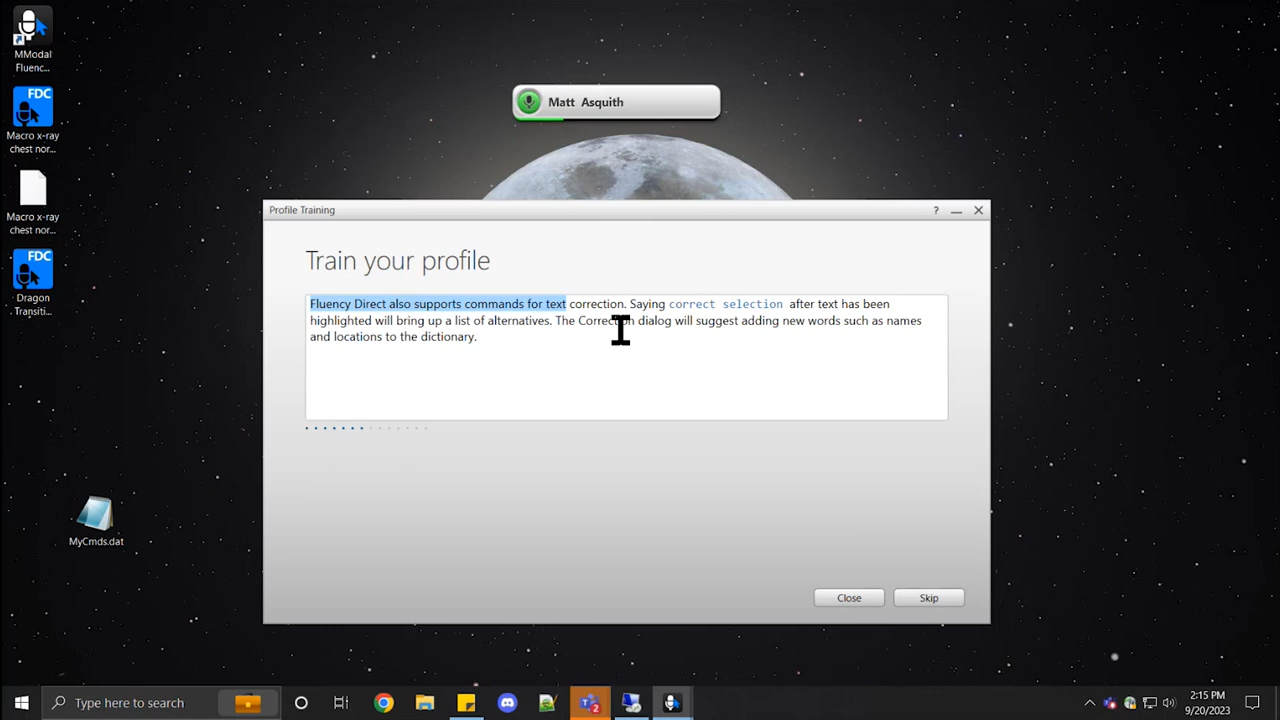 MModal
Fluenc...
FDC
Macro x-ray
chest nor...
Macro x-ray
chest nor...
FDC
Dragon
Transiti...
MyCmds.dat
Matt Asquith
Profile Training
?
Train your profile
Fluency Direct also supports commands for text correction. Saying correct selection after text has been
highlighted will bring up a list of alternatives. The Correction dialog will suggest adding new words such as names
and locations to the dictionary.
Close
Skip
Type here to search
2
2:15 PM
9/20/2023